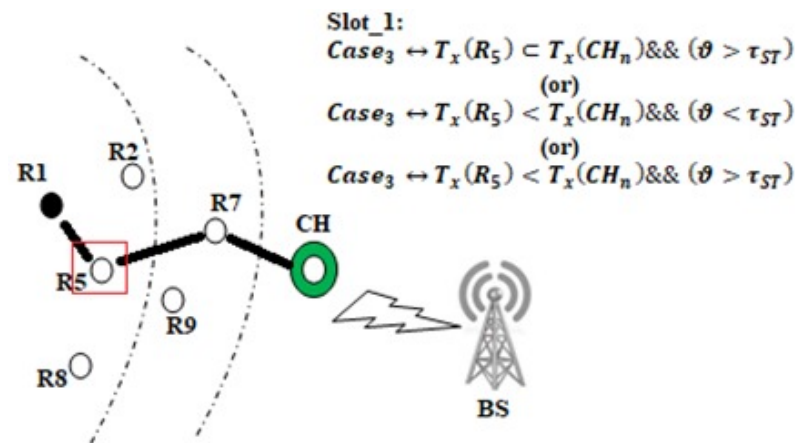 Slot_1:
Case₃ ↔ Tₓ(R₅) ⊂ Tₓ(CHₙ)&& (ϑ > τ_ST)
(or)
Case₃ ↔ Tₓ(R₅) < Tₓ(CHₙ)&& (ϑ < τ_ST)
(or)
Case₃ ↔ Tₓ(R₅) < Tₓ(CHₙ)&& (ϑ > τ_ST)
R2
R1
R7
CH
R5
R9
R8
BS